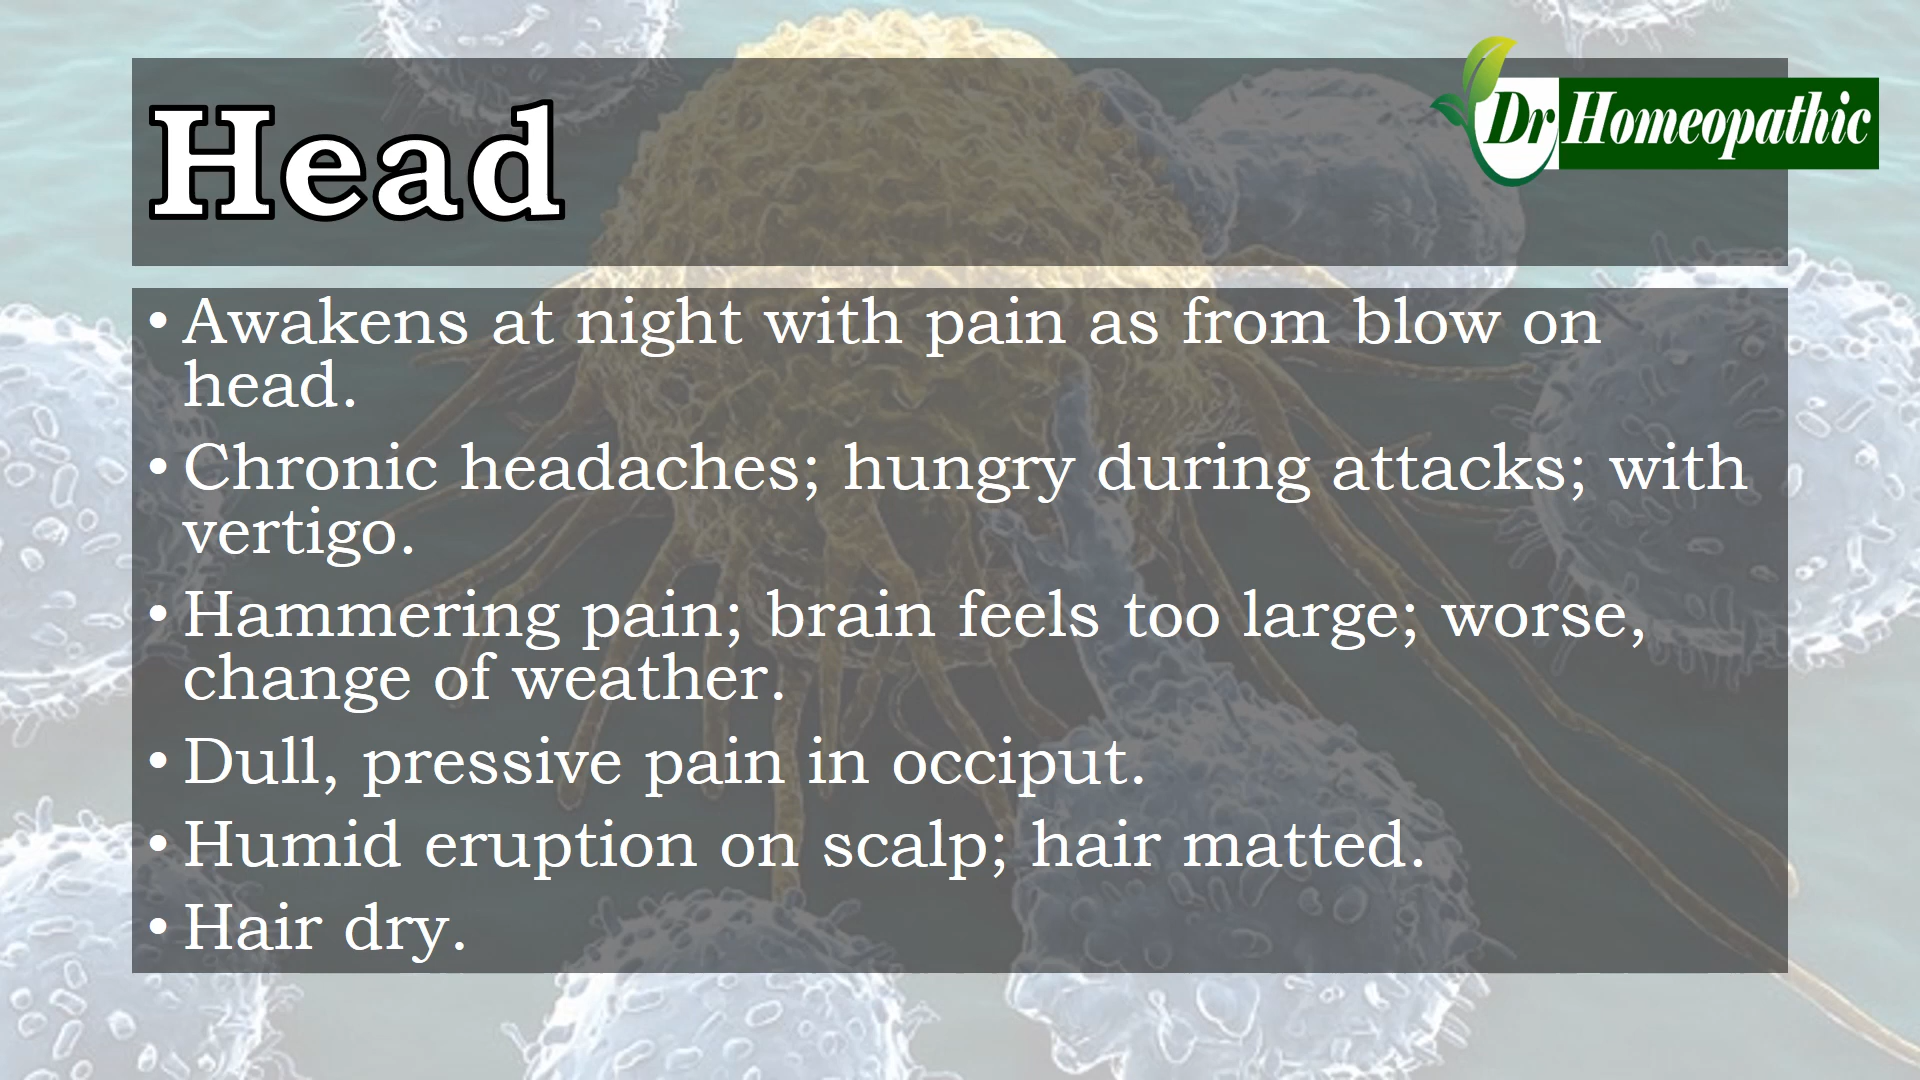 Head
Dr Homeopathic
• Awakens at night with pain as from blow on
head.
• Chronic headaches; hungry during attacks; with
vertigo.
• Hammering pain; brain feels too large; worse,
change of weather.
• Dull, pressive pain in occiput.
• Humid eruption on scalp; hair matted.
• Hair dry.